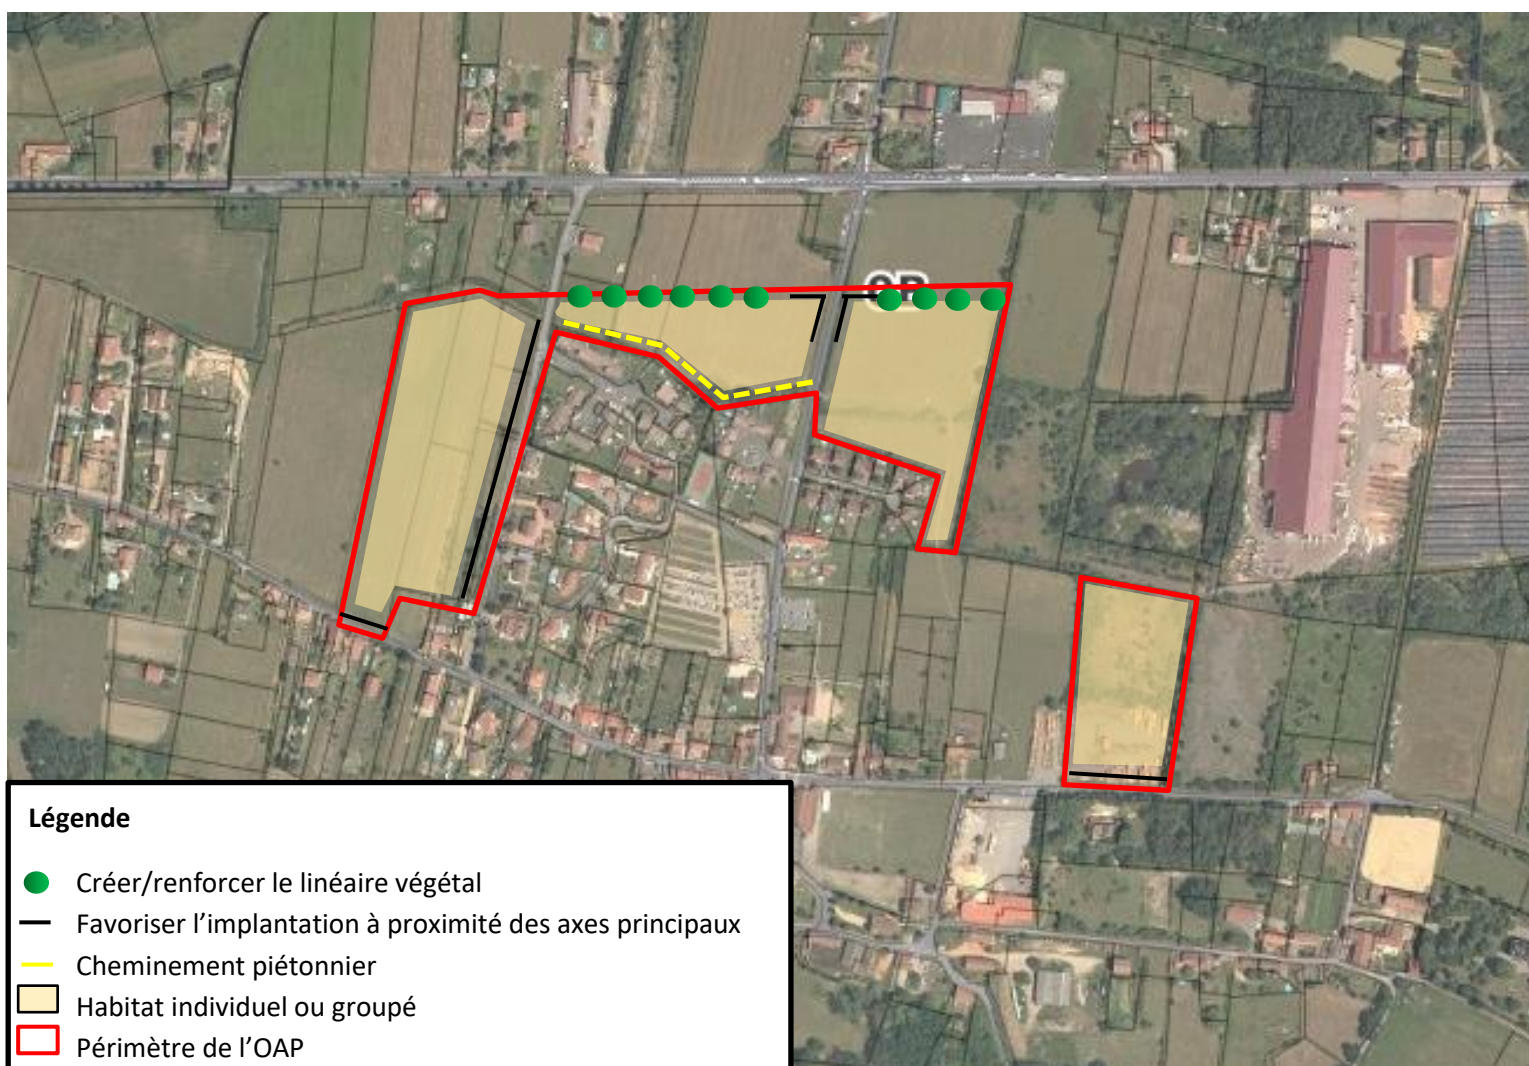 Légende
Créer/renforcer le linéaire végétal
Favoriser l’implantation à proximité des axes principaux
Cheminement piétonnier
Habitat individuel ou groupé
Périmètre de l’OAP